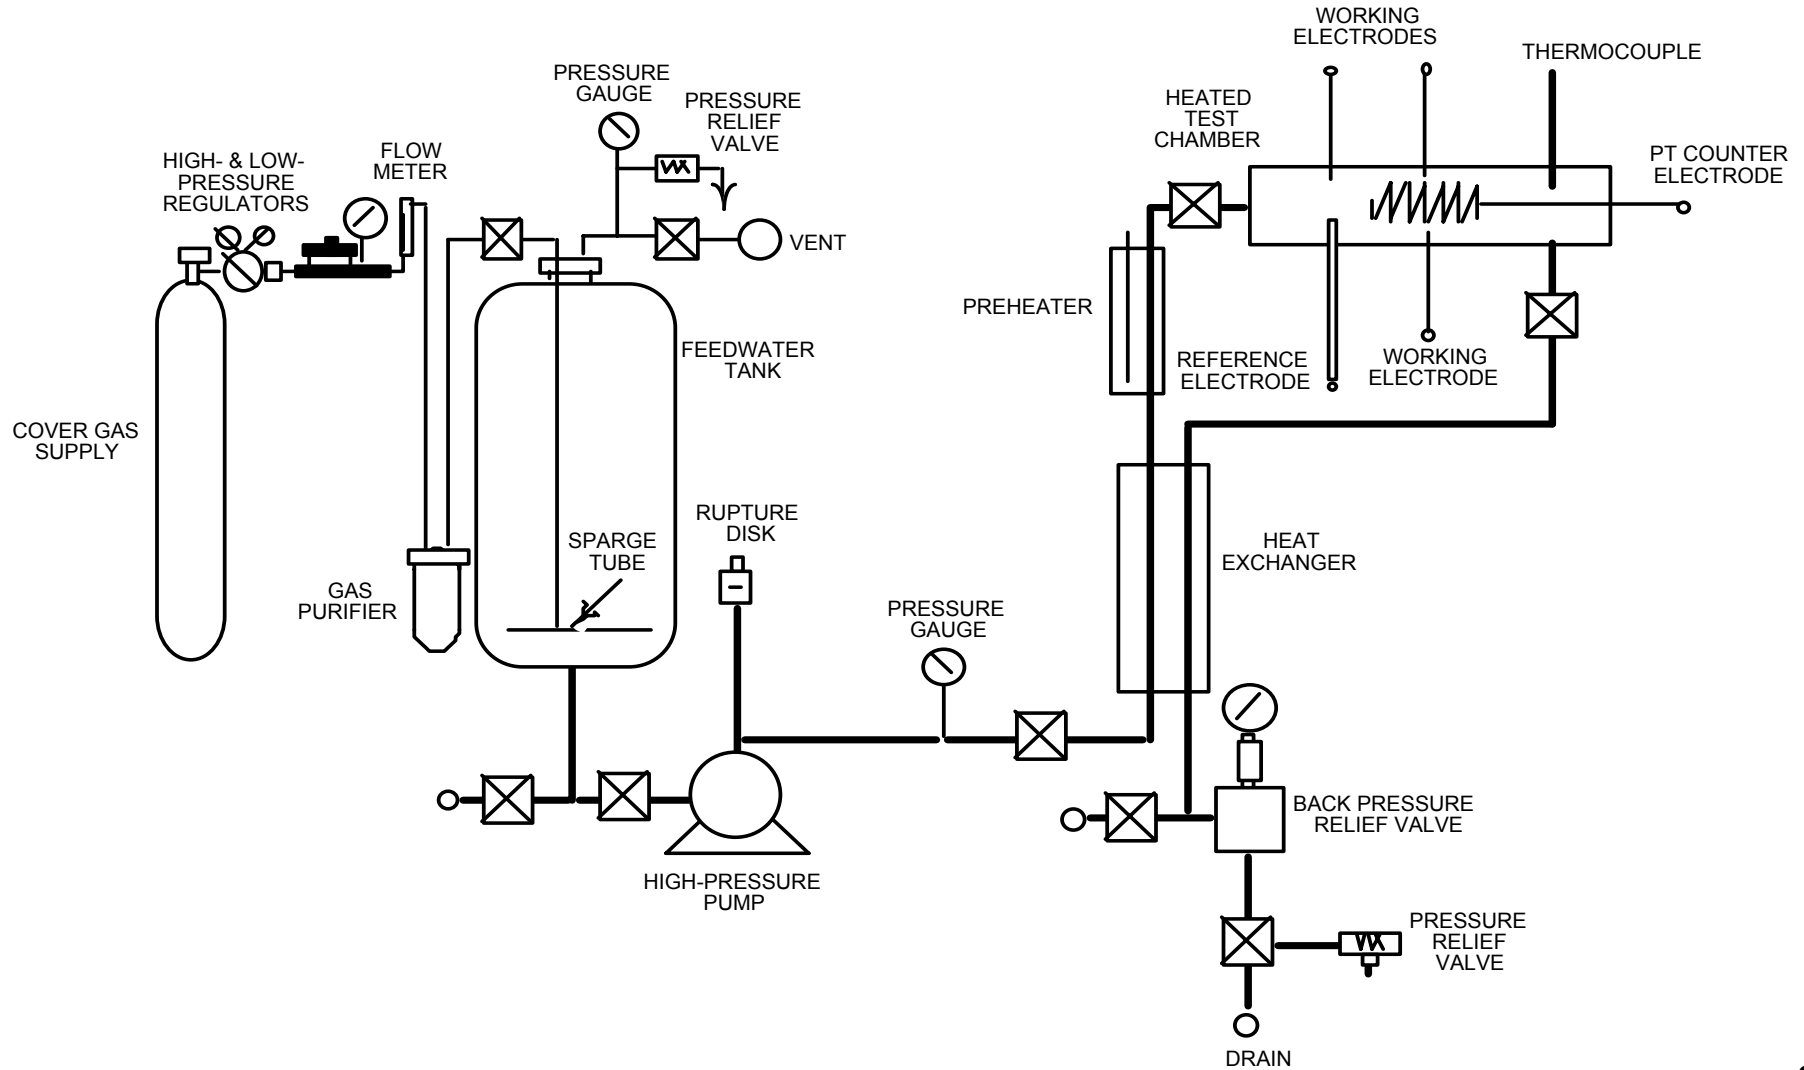 WORKING
ELECTRODES
THERMOCOUPLE
PRESSURE
GAUGE
PRESSURE
RELIEF
VALVE
HEATED
TEST
CHAMBER
HIGH- & LOW-
PRESSURE
REGULATORS
FLOW
METER
PT COUNTER
ELECTRODE
VENT
PREHEATER
FEEDWATER
TANK
REFERENCE
ELECTRODE
WORKING
ELECTRODE
COVER GAS
SUPPLY
RUPTURE
DISK
SPARGE
TUBE
HEAT
EXCHANGER
GAS
PURIFIER
PRESSURE
GAUGE
BACK PRESSURE
RELIEF VALVE
HIGH-PRESSURE
PUMP
PRESSURE
RELIEF
VALVE
DRAIN